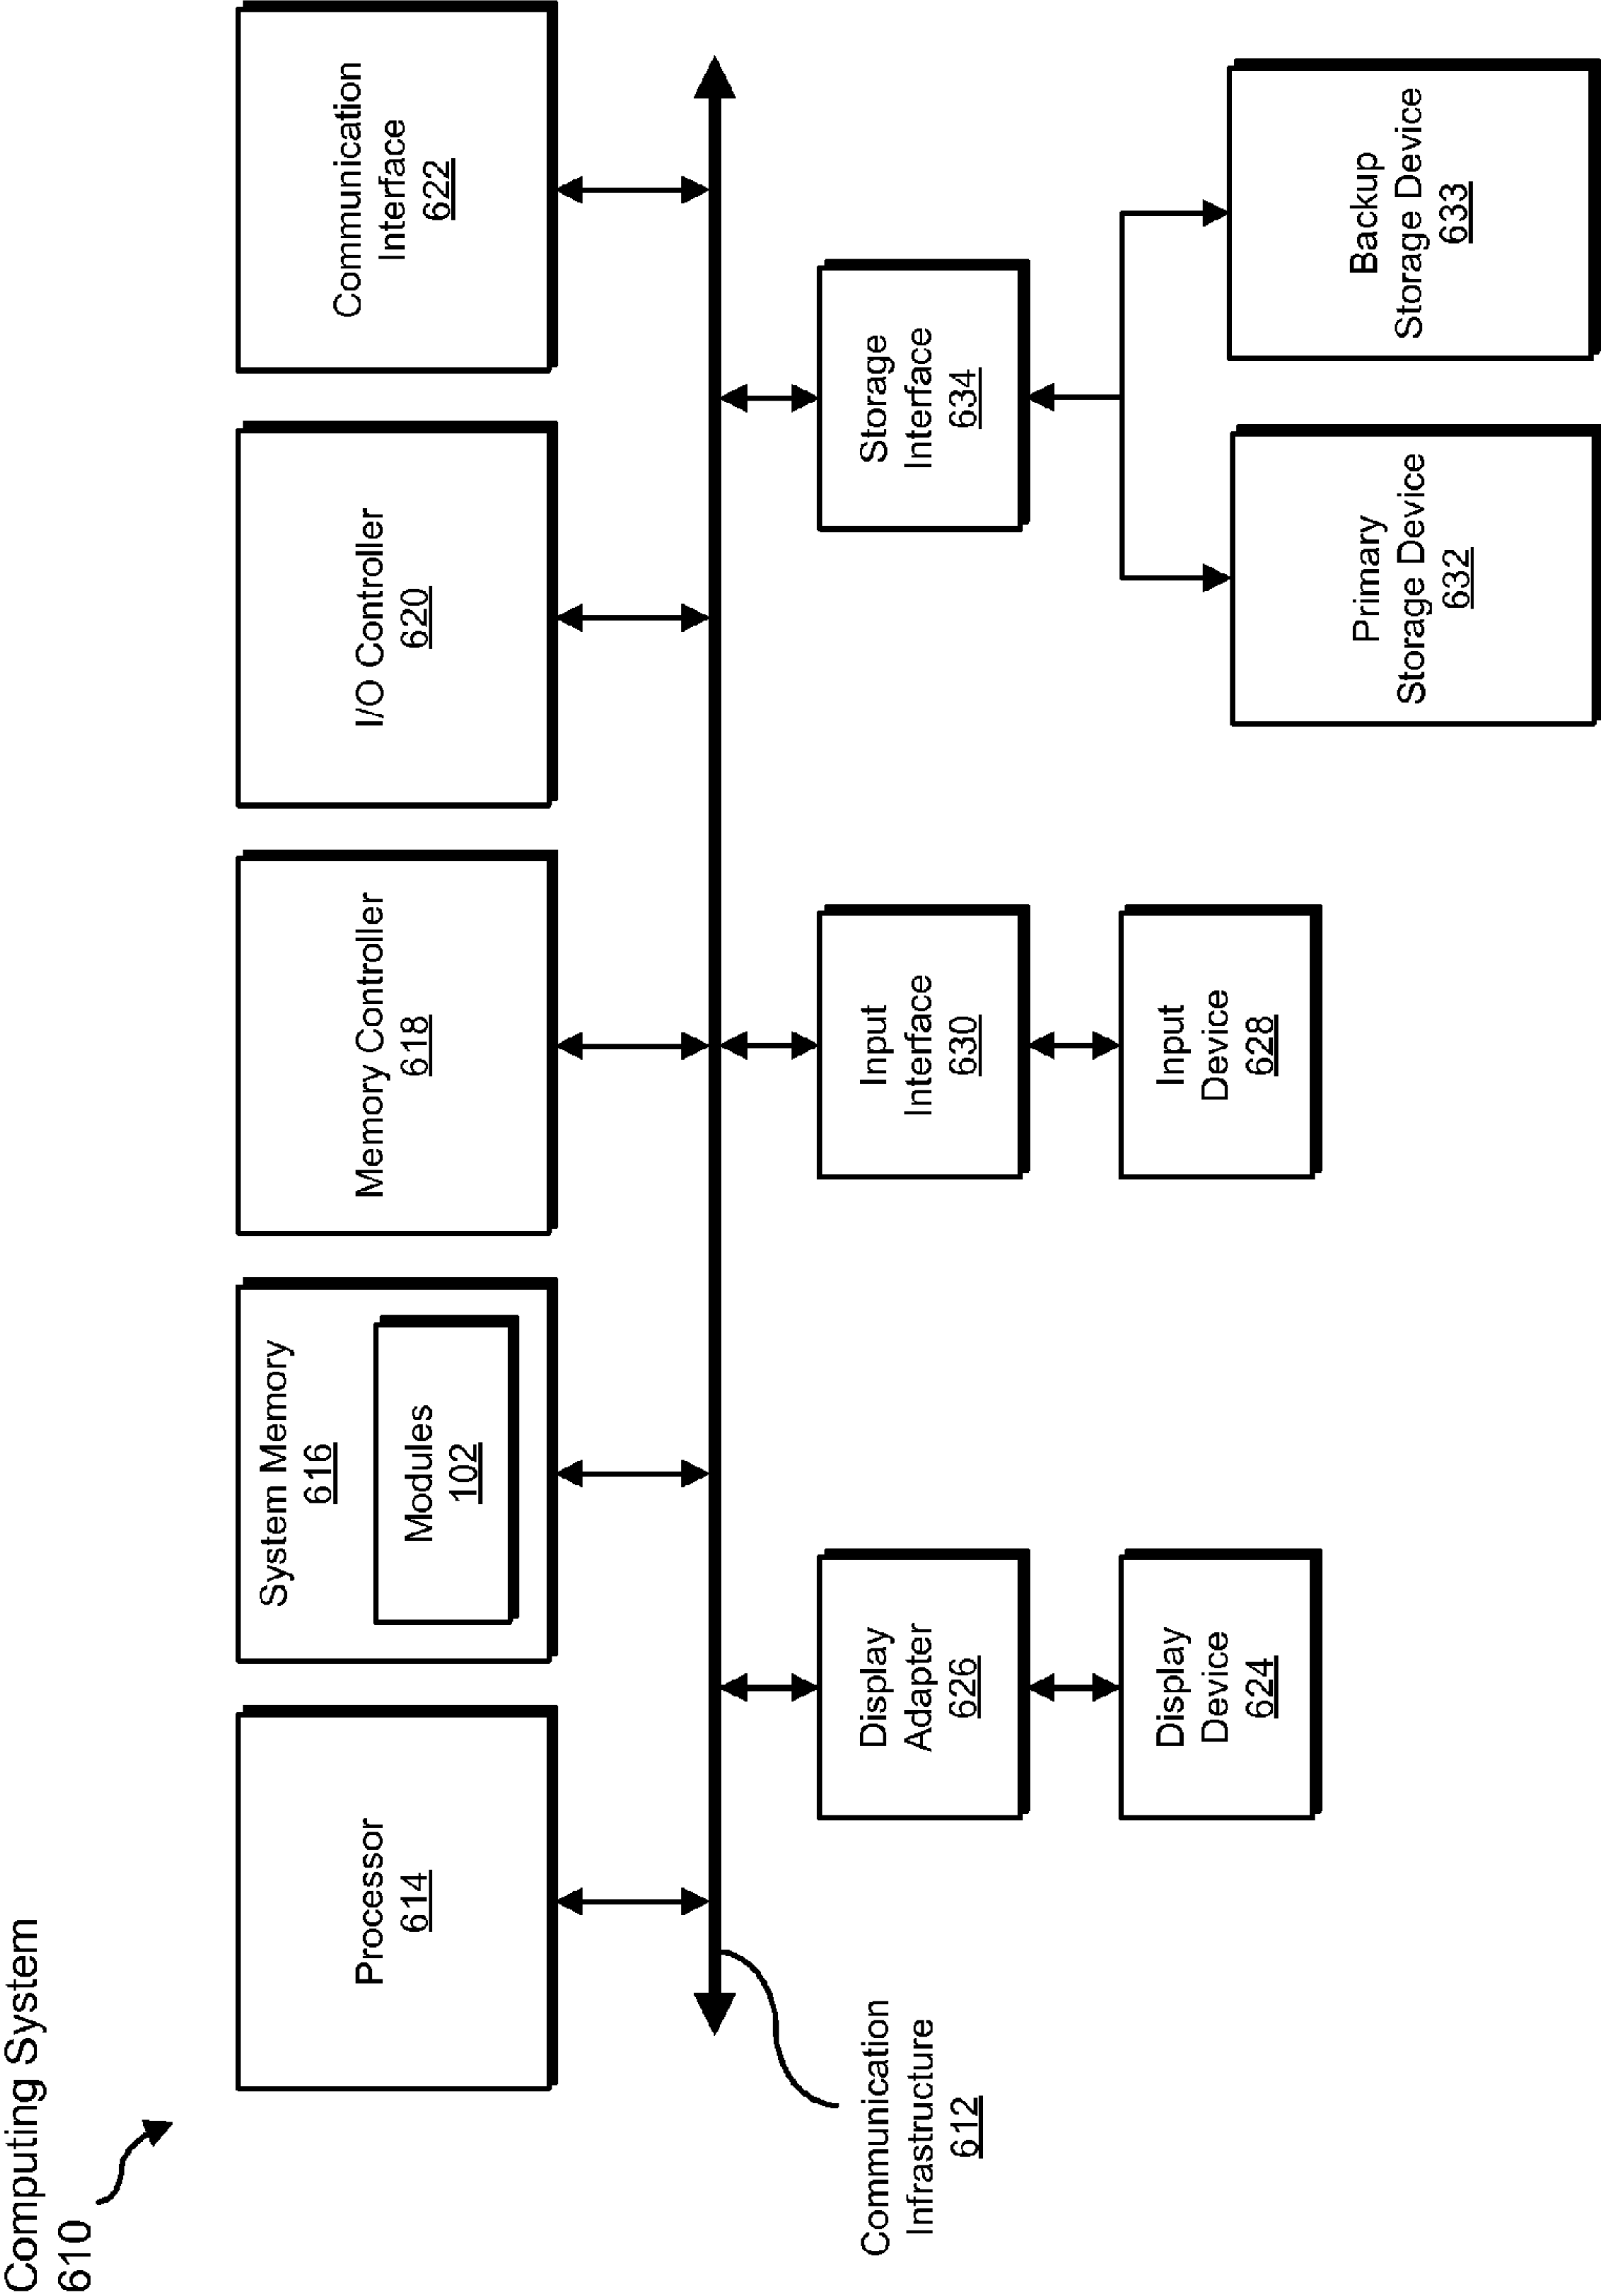 Computing System
610
Processor
614
System Memory
616
Modules
102
Memory Controller
618
I/O Controller
620
Communication
Interface
622
Communication
Infrastructure
612
Display
Adapter
626
Input
Interface
630
Storage
Interface
634
Display
Device
624
Input
Device
628
Primary
Storage Device
632
Backup
Storage Device
633